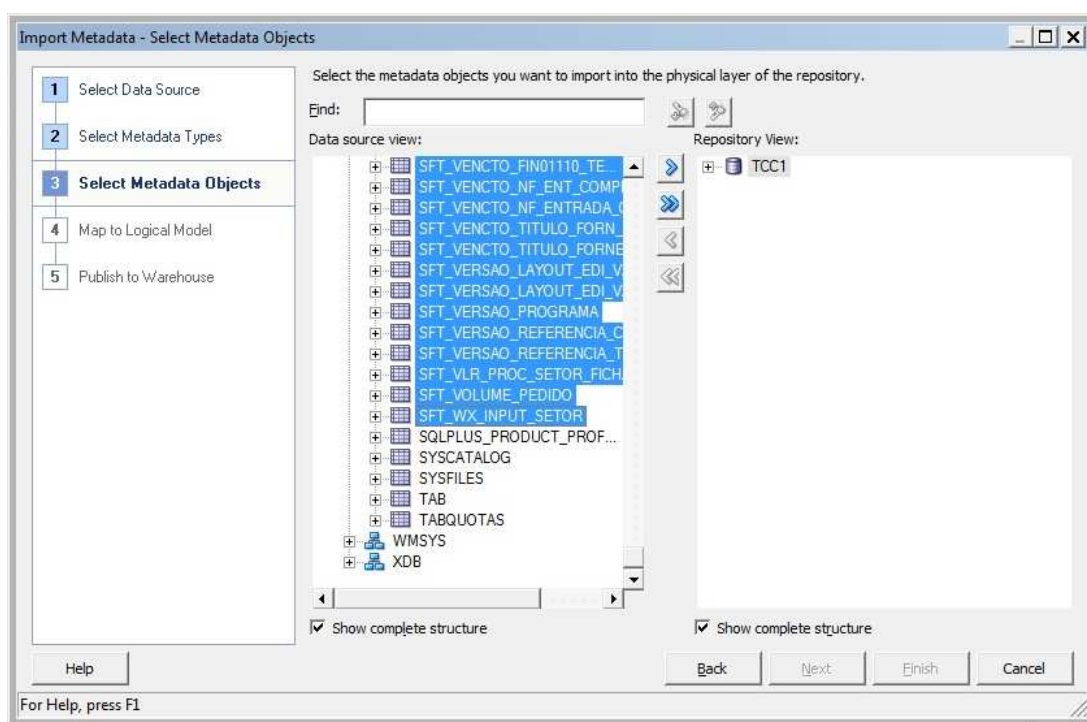 Import Metadata - Select Metadata Objects
1 Select Data Source
2 Select Metadata Types
3 Select Metadata Objects
4 Map to Logical Model
5 Publish to Warehouse
Select the metadata objects you want to import into the physical layer of the repository.
Find:
Data source view:
SFT_VENCTO_FIN01110_TE...
SFT_VENCTO_NF_ENT_COMP
SFT_VENCTO_NF_ENTRADA_
SFT_VENCTO_TITULO_FORN_
SFT_VENCTO_TITULO_FORNE
SFT_VERSAO_LAYOUT_EDI_V
SFT_VERSAO_LAYOUT_EDI_V
SFT_VERSAO_PROGRAMA
SFT_VERSAO_REFERENCIA_C
SFT_VERSAO_REFERENCIA_T
SFT_VLR_PROC_SETOR_FICH
SFT_VOLUME_PEDIDO
SFT_WX_INPUT_SETOR
SQLPLUS_PRODUCT_PROF...
SYSCATALOG
SYSFILES
TAB
TABQUOTAS
WMSYS
XDB
Show complete structure
Repository View:
TCC1
Show complete structure
Help
Back
Next
Finish
Cancel
For Help, press F1